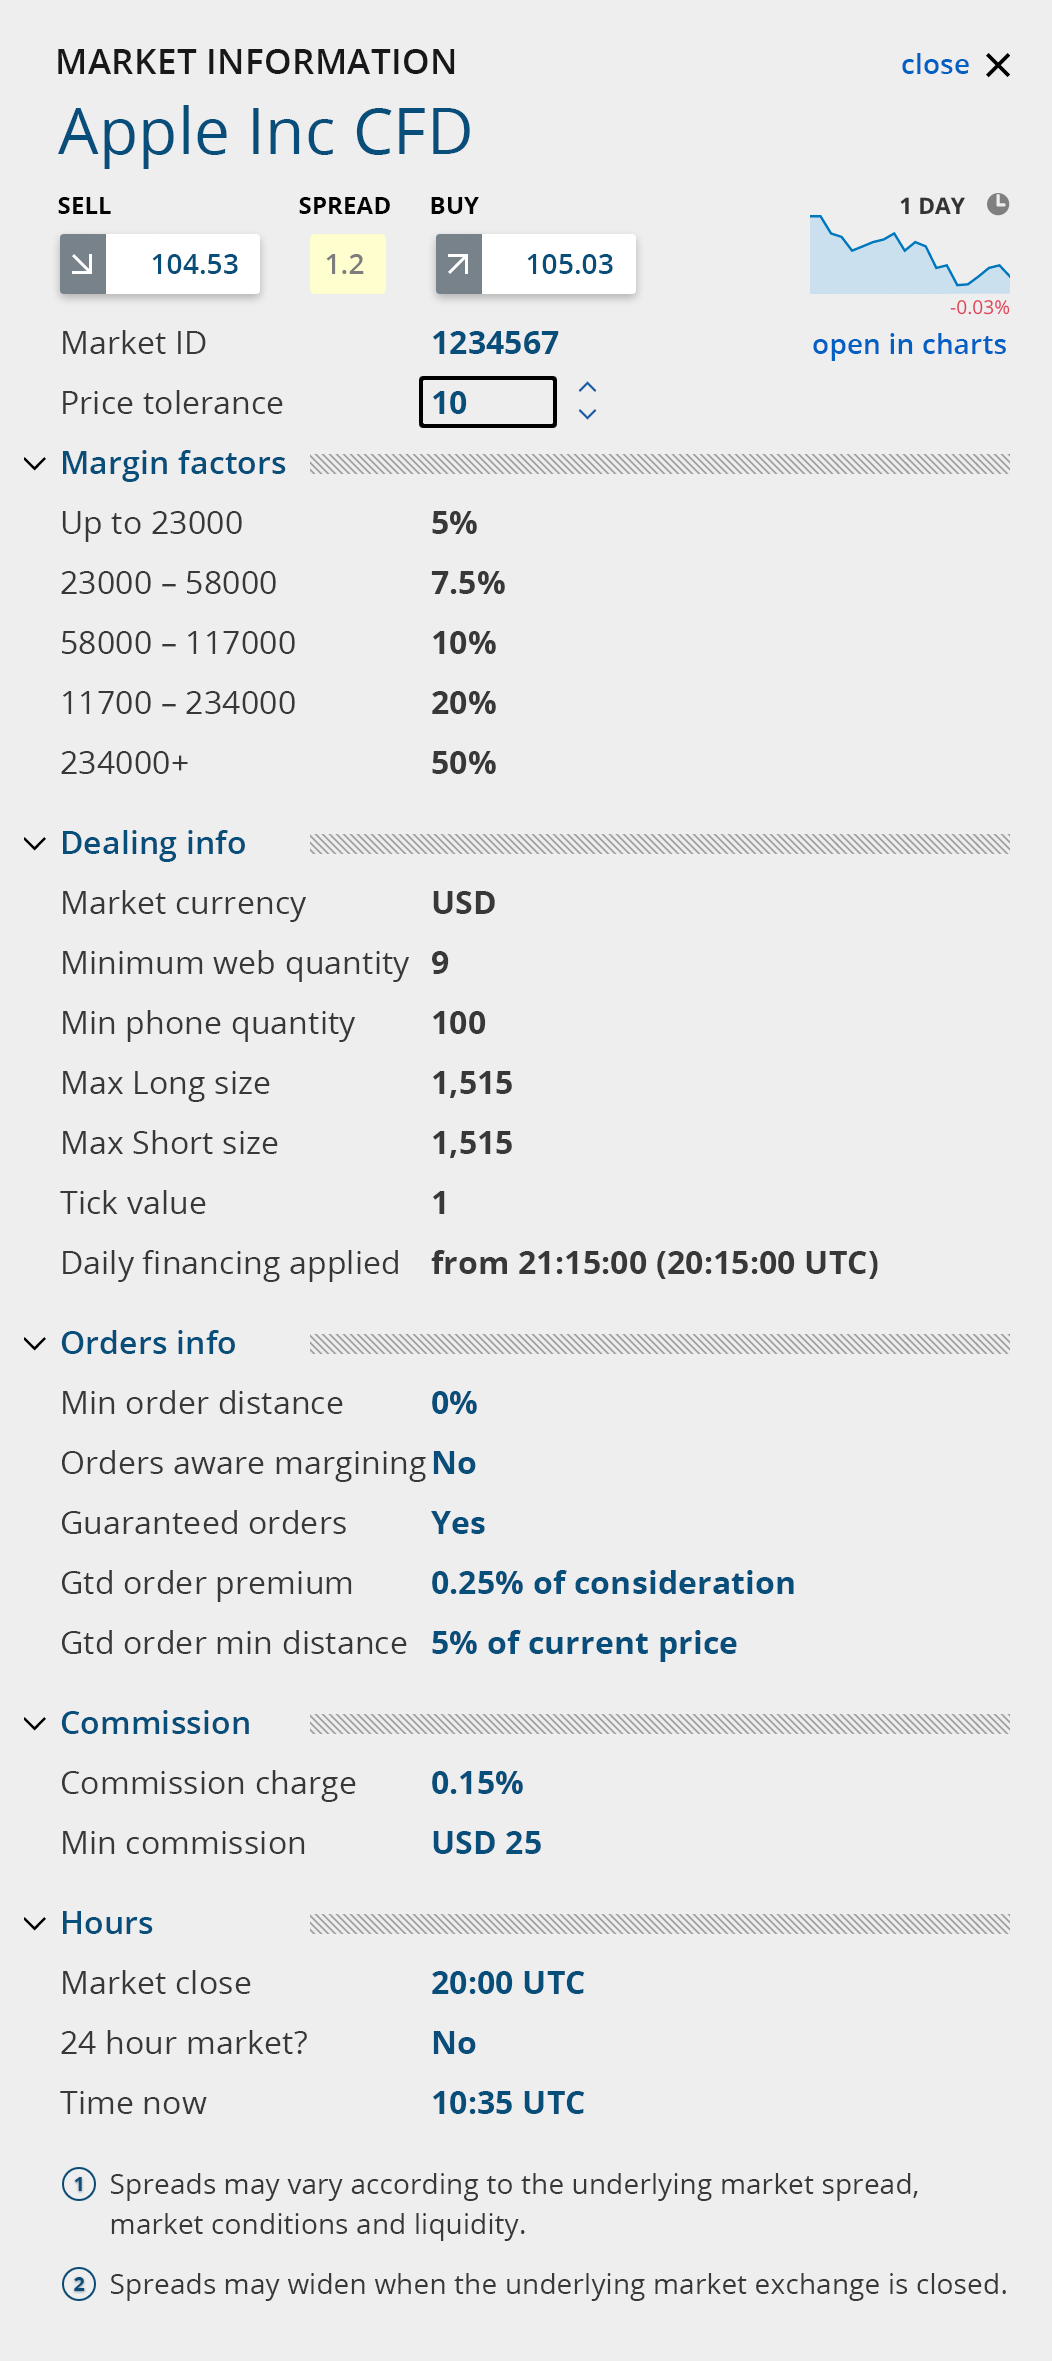 MARKET INFORMATION
close
Apple Inc CFD
SELL SPREAD BUY
1 DAY
104.53 1.2 105.03
-0.03%
Market ID 1234567
open in charts
Price tolerance 10
Margin factors
Up to 23000 5%
23000 – 58000 7.5%
58000 – 117000 10%
11700 – 234000 20%
234000+ 50%
Dealing info
Market currency USD
Minimum web quantity 9
Min phone quantity 100
Max Long size 1,515
Max Short size 1,515
Tick value 1
Daily financing applied from 21:15:00 (20:15:00 UTC)
Orders info
Min order distance 0%
Orders aware margining No
Guaranteed orders Yes
Gtd order premium 0.25% of consideration
Gtd order min distance 5% of current price
Commission
Commission charge 0.15%
Min commission USD 25
Hours
Market close 20:00 UTC
24 hour market? No
Time now 10:35 UTC
1 Spreads may vary according to the underlying market spread,
market conditions and liquidity.
2 Spreads may widen when the underlying market exchange is closed.